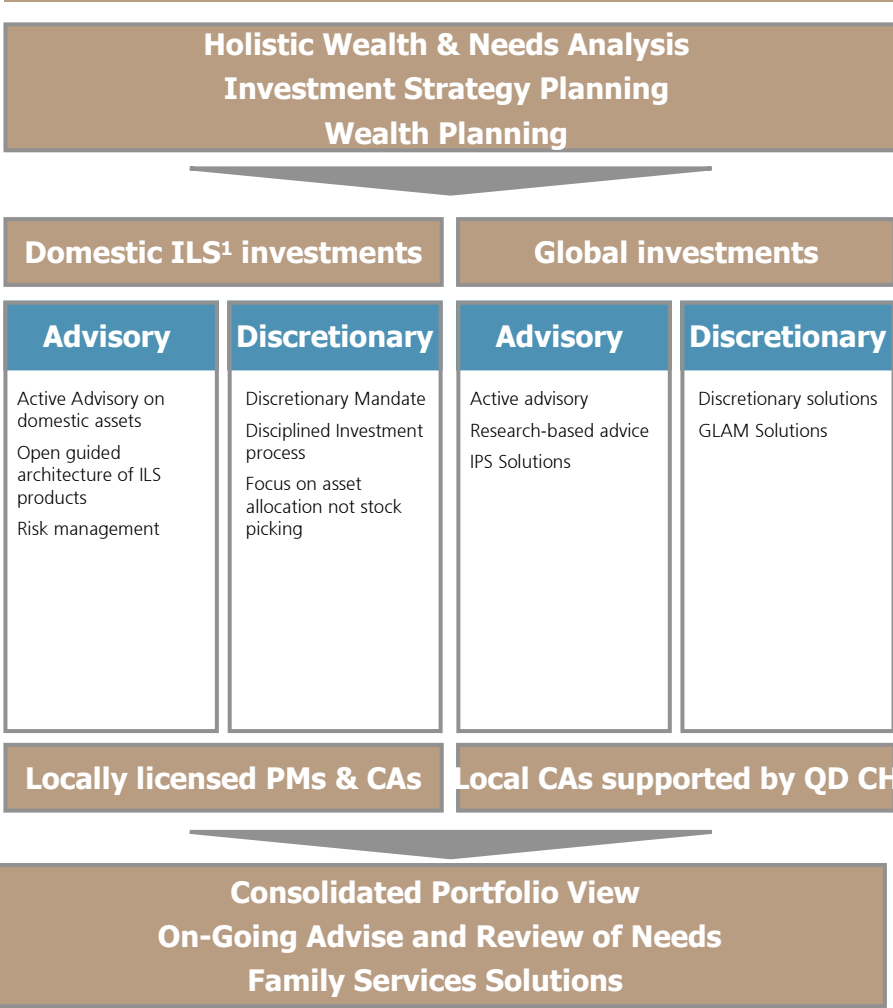 Holistic Wealth & Needs Analysis
Investment Strategy Planning
Wealth Planning
Domestic ILS¹ investments
Global investments
Advisory
Active Advisory on
domestic assets
Open guided
architecture of ILS
products
Risk management
Discretionary
Discretionary Mandate
Disciplined Investment
process
Focus on asset
allocation not stock
picking
Advisory
Active advisory
Research-based advice
IPS Solutions
Discretionary
Discretionary solutions
GLAM Solutions
Locally licensed PMs & CAs
Local CAs supported by QD CH
Consolidated Portfolio View
On-Going Advise and Review of Needs
Family Services Solutions